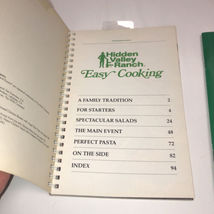 Hidden
Valley
Ranch
Easy Cooking
A FAMILY TRADITION 2
FOR STARTERS 4
SPECTACULAR SALADS 24
THE MAIN EVENT 48
PERFECT PASTA 72
ON THE SIDE 82
INDEX 94